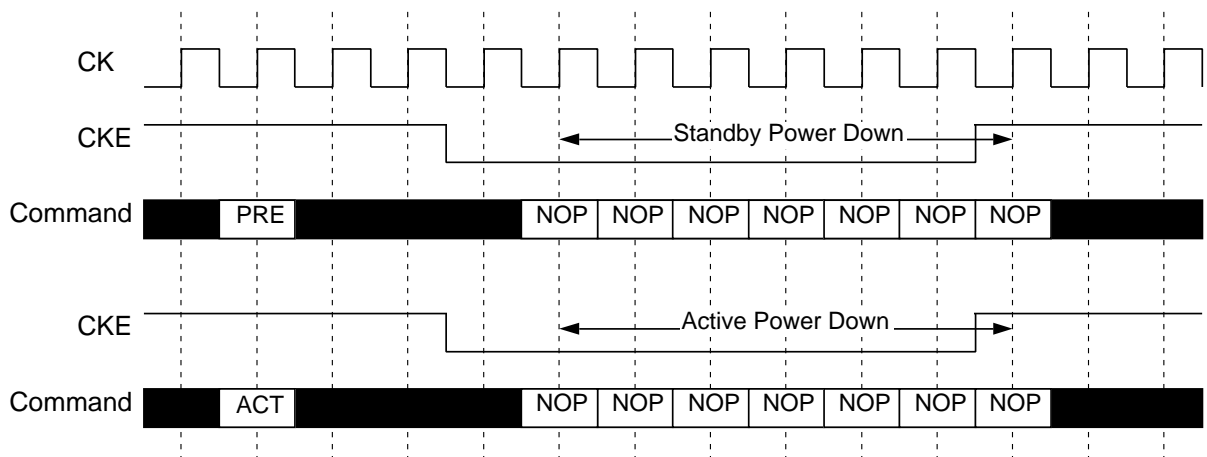 CK
CKE Standby Power Down
Command PRE NOP NOP NOP NOP NOP NOP NOP
CKE Active Power Down
Command ACT NOP NOP NOP NOP NOP NOP NOP